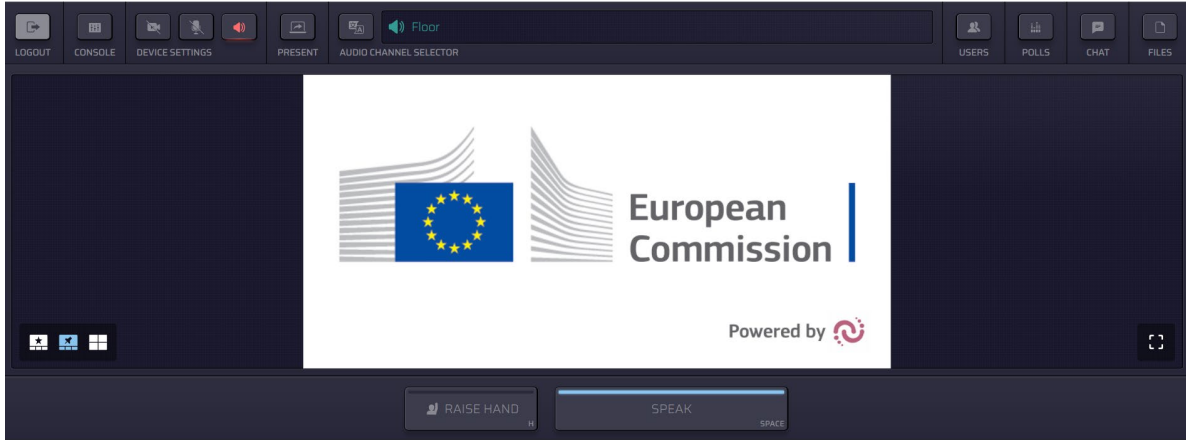 Floor
LOGOUT
CONSOLE
DEVICE SETTINGS
PRESENT
AUDIO CHANNEL SELECTOR
USERS
POLLS
CHAT
FILES
European
Commission
Powered by
RAISE HAND
H
SPEAK
SPACE